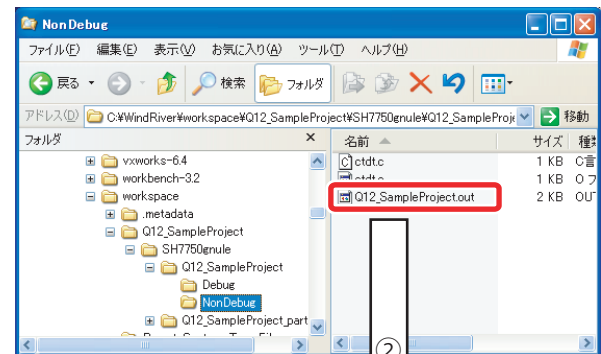 NonDebug
ファイル(F) 編集(E) 表示(V) お気に入り(A) ツール(T) ヘルプ(H)
戻る 検索 フォルダ
アドレス(D) C:¥WindRiver¥workspace¥Q12_SampleProject¥SH7750gnule¥Q12_SampleProje 移動
フォルダ × 名前 サイズ 種類
vxworks-6.4
workbench-3.2
workspace
.metadata
Q12_SampleProject
SH7750gnule
Q12_SampleProject
Debug
NonDebug
Q12_SampleProject_part
ctdt.c 1 KB C言
ctdt.o 1 KB O フ
Q12_SampleProject.out 2 KB OUT
②